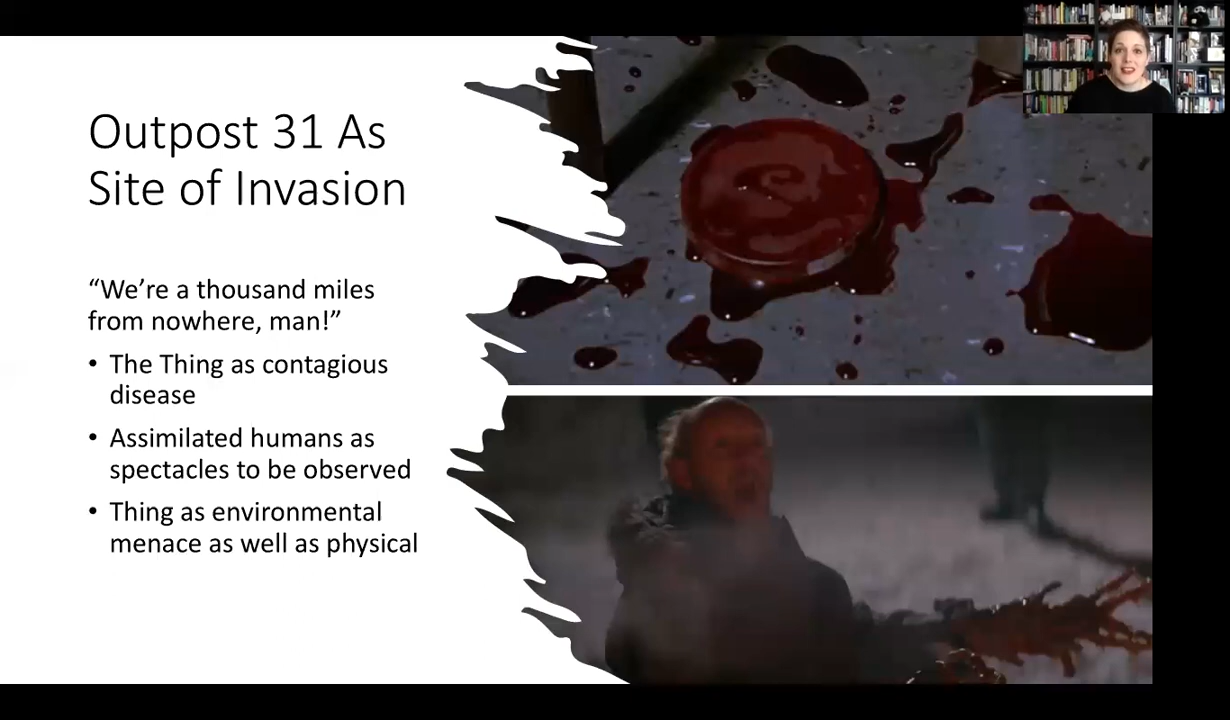 Outpost 31 As
Site of Invasion
“We’re a thousand miles
from nowhere, man!”
• The Thing as contagious
disease
• Assimilated humans as
spectacles to be observed
• Thing as environmental
menace as well as physical